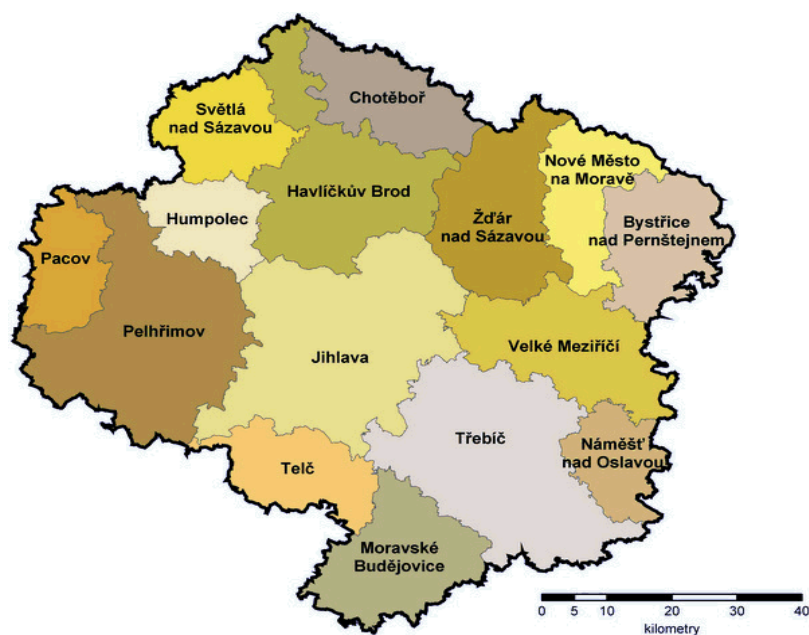 Chotěboř
Světlá
nad Sázavou
Nové Město
na Moravě
Havlíčkův Brod
Humpolec
Žďár
nad Sázavou
Bystřice
nad Pernštejnem
Pacov
Pelhřimov
Jihlava
Velké Meziříčí
Třebíč
Náměšť
nad Oslavou
Telč
Moravské
Budějovice
0 5 10 20 30 40
kilometry